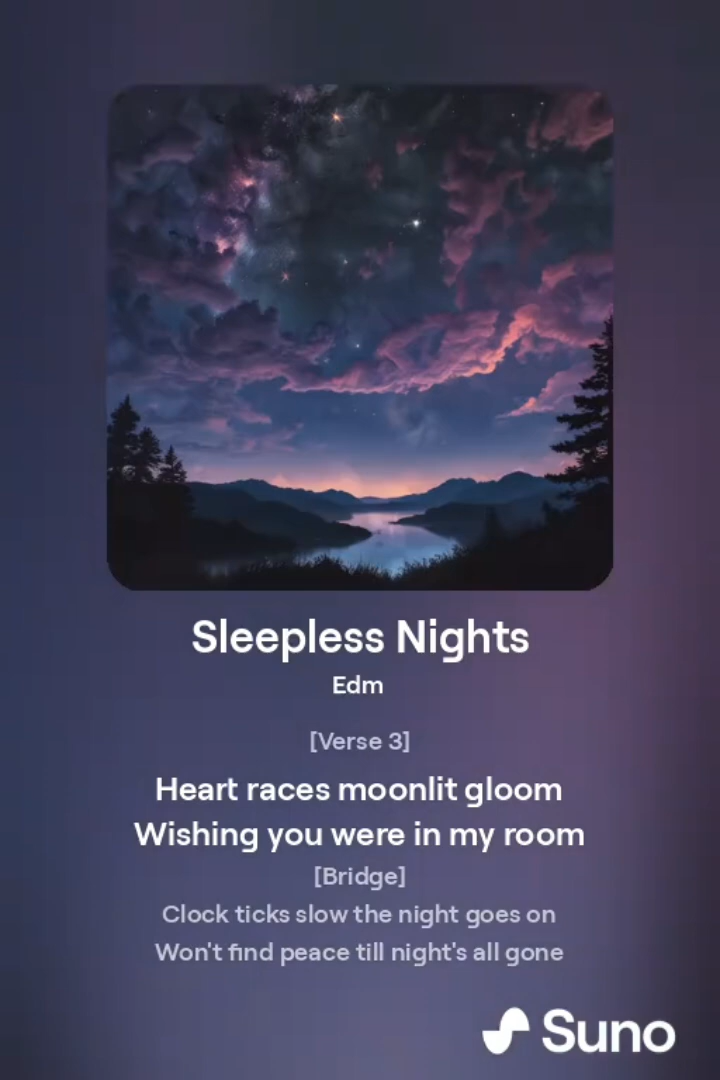 Sleepless Nights
Edm
[Verse 3]
Heart races moonlit gloom
Wishing you were in my room
[Bridge]
Clock ticks slow the night goes on
Won't find peace till night's all gone
Suno